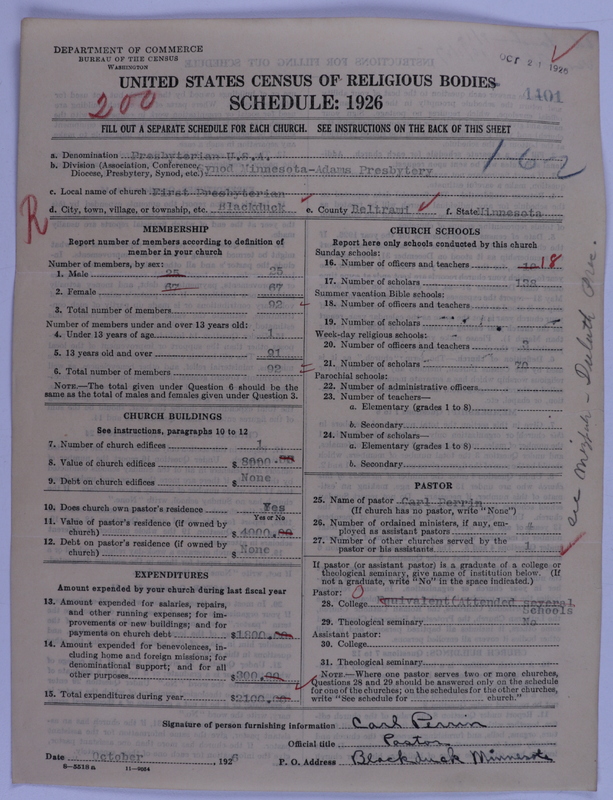 DEPARTMENT OF COMMERCE
BUREAU OF THE CENSUS
WASHINGTON
OCT 21 1926
UNITED STATES CENSUS OF RELIGIOUS BODIES
SCHEDULE: 1926
200
1401
FILL OUT A SEPARATE SCHEDULE FOR EACH CHURCH. SEE INSTRUCTIONS ON THE BACK OF THIS SHEET
a. Denomination Presbyterian U.S.A.
b. Division (Association, Conference, Diocese, Presbytery, Synod, etc.) Synod Minnesota-Adams Presbytery
162
c. Local name of church First Presbyterian
d. City, town, village, or township, etc. Blackduck e. County Beltrami f. State Minnesota
R
MEMBERSHIP
Report number of members according to definition of
member in your church
Number of members by sex:
1. Male 25 25
2. Female 67 67
3. Total number of members 92
Number of members under and over 13 years old:
4. Under 13 years of age 1
5. 13 years old and over 91
6. Total number of members 92
NOTE.—The total given under Question 6 should be the
same as the total of males and females given under Question 3.
CHURCH BUILDINGS
See instructions, paragraphs 10 to 12
7. Number of church edifices 1
8. Value of church edifices $8000.00
9. Debt on church edifices $None
10. Does church own pastor's residence Yes
Yes or No
11. Value of pastor's residence (if owned by
church) $4000.00
12. Debt on pastor's residence (if owned by
church) $None
EXPENDITURES
Amount expended by your church during last fiscal year
13. Amount expended for salaries, repairs,
and other running expenses; for im-
provements or new buildings; and for
payments on church debt $1800.00
14. Amount expended for benevolences, in-
cluding home and foreign missions; for
denominational support; and for all
other purposes $300.00
15. Total expenditures during year $2100.00
CHURCH SCHOOLS
Report here only schools conducted by this church
Sunday schools:
16. Number of officers and teachers 18
17. Number of scholars 122
Summer vacation Bible schools:
18. Number of officers and teachers
19. Number of scholars
Week-day religious schools:
20. Number of officers and teachers 3
21. Number of scholars 70
Parochial schools:
22. Number of administrative officers
23. Number of teachers—
a. Elementary (grades 1 to 8)
b. Secondary
24. Number of scholars—
a. Elementary (grades 1 to 8)
b. Secondary
PASTOR
25. Name of pastor Carl Perrin
(If church has no pastor, write "None")
26. Number of ordained ministers, if any, em-
ployed as assistant pastors
27. Number of other churches served by the
pastor or his assistants 1
If pastor (or assistant pastor) is a graduate of a college or
theological seminary, give name of institution below. (If
not a graduate, write "No" in the space indicated.)
Pastor: 0
28. College Equivalent (Attended several
Schools
29. Theological seminary No
Assistant pastor:
30. College
31. Theological seminary
NOTE.—Where one pastor serves two or more churches,
Questions 28 and 29 should be answered only on the schedule
for one of the churches; on the schedules for the other churches,
write "See schedule for church."
Duluth
Signature of person furnishing information Carl Perrin
Official title Pastor
Date October, 1926 P. O. Address Blackduck Minnesota
8-5518a 11-9084